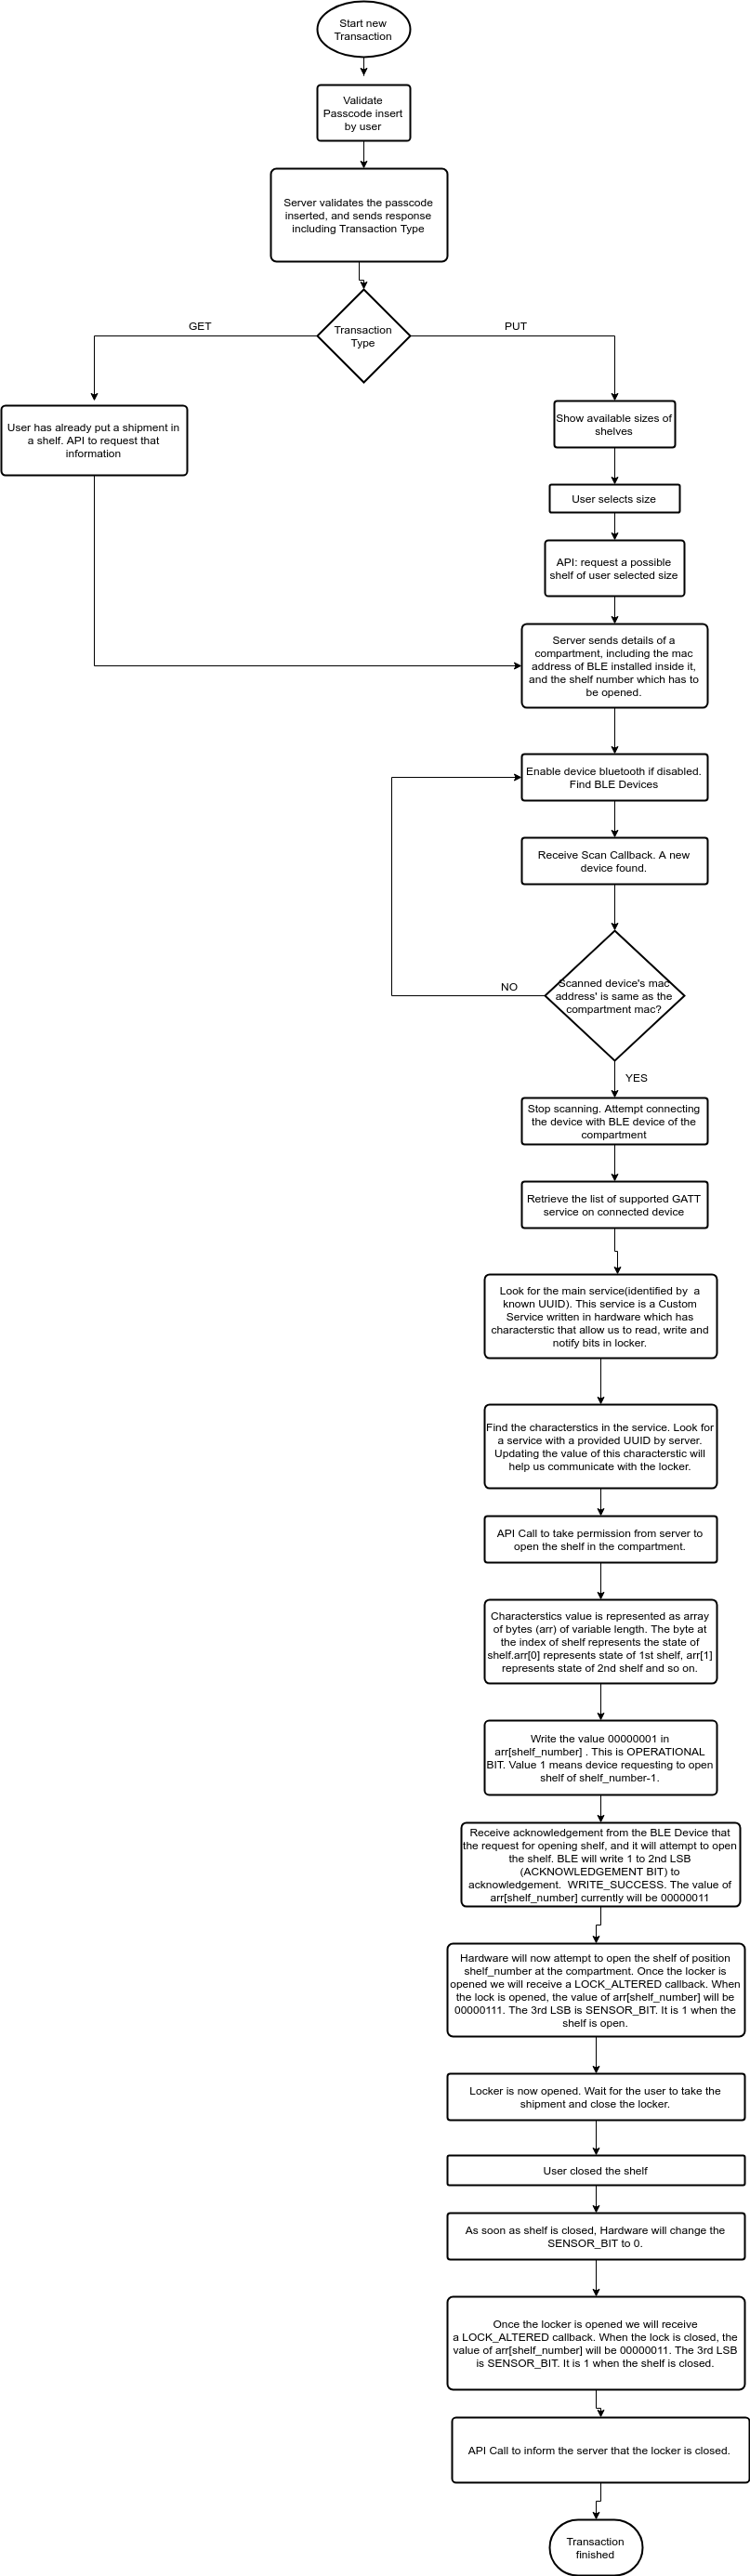 Start new
Transaction
Validate
Passcode insert
by user
Server validates the passcode
inserted, and sends response
including Transaction Type
Transaction
Type
GET
PUT
User has already put a shipment in
a shelf. API to request that
information
Show available sizes of
shelves
User selects size
API: request a possible
shelf of user selected size
Server sends details of a
compartment, including the mac
address of BLE installed inside it,
and the shelf number which has to
be opened.
Enable device bluetooth if disabled.
Find BLE Devices
Receive Scan Callback. A new
device found.
Scanned device's mac
address' is same as the
compartment mac?
NO
YES
Stop scanning. Attempt connecting
the device with BLE device of the
compartment
Retrieve the list of supported GATT
service on connected device
Look for the main service(identified by a
known UUID). This service is a Custom
Service written in hardware which has
characterstic that allow us to read, write and
notify bits in locker.
Find the characterstics in the service. Look for
a service with a provided UUID by server.
Updating the value of this characterstic will
help us communicate with the locker.
API Call to take permission from server to
open the shelf in the compartment.
Characterstics value is represented as array
of bytes (arr) of variable length. The byte at
the index of shelf represents the state of
shelf.arr[0] represents state of 1st shelf, arr[1]
represents state of 2nd shelf and so on.
Write the value 00000001 in
arr[shelf_number] . This is OPERATIONAL
BIT. Value 1 means device requesting to open
shelf of shelf_number-1.
Receive acknowledgement from the BLE Device that
the request for opening shelf, and it will attempt to open
the shelf. BLE will write 1 to 2nd LSB
(ACKNOWLEDGEMENT BIT) to
acknowledgement. WRITE_SUCCESS. The value of
arr[shelf_number] currently will be 00000011
Hardware will now attempt to open the shelf of position
shelf_number at the compartment. Once the locker is
opened we will receive a LOCK_ALTERED callback. When
the lock is opened, the value of arr[shelf_number] will be
00000111. The 3rd LSB is SENSOR_BIT. It is 1 when the
shelf is open.
Locker is now opened. Wait for the user to take the
shipment and close the locker.
User closed the shelf
As soon as shelf is closed, Hardware will change the
SENSOR_BIT to 0.
Once the locker is opened we will receive
a LOCK_ALTERED callback. When the lock is closed, the
value of arr[shelf_number] will be 00000011. The 3rd LSB
is SENSOR_BIT. It is 1 when the shelf is closed.
API Call to inform the server that the locker is closed.
Transaction
finished